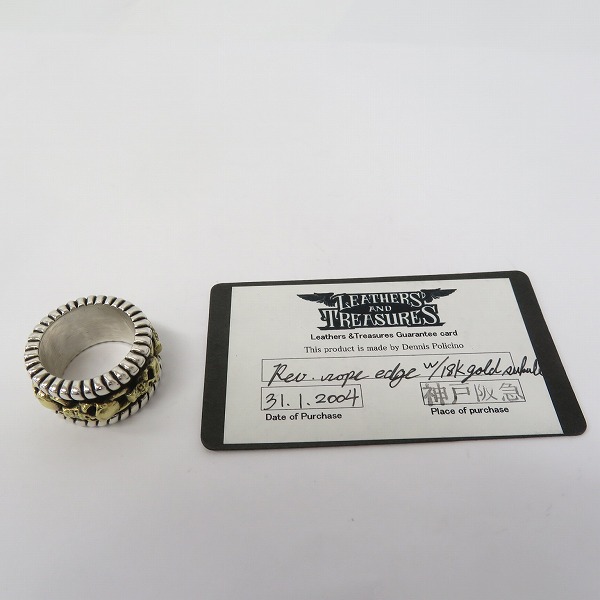 LEATHERS
AND
TREASURES
Leathers &Treasures Guarantee card
This product is made by Dennis Policino
Rev. rope edge w/18k gold
31.1.2004 神戸阪急
Date of Purchase Place of purchase